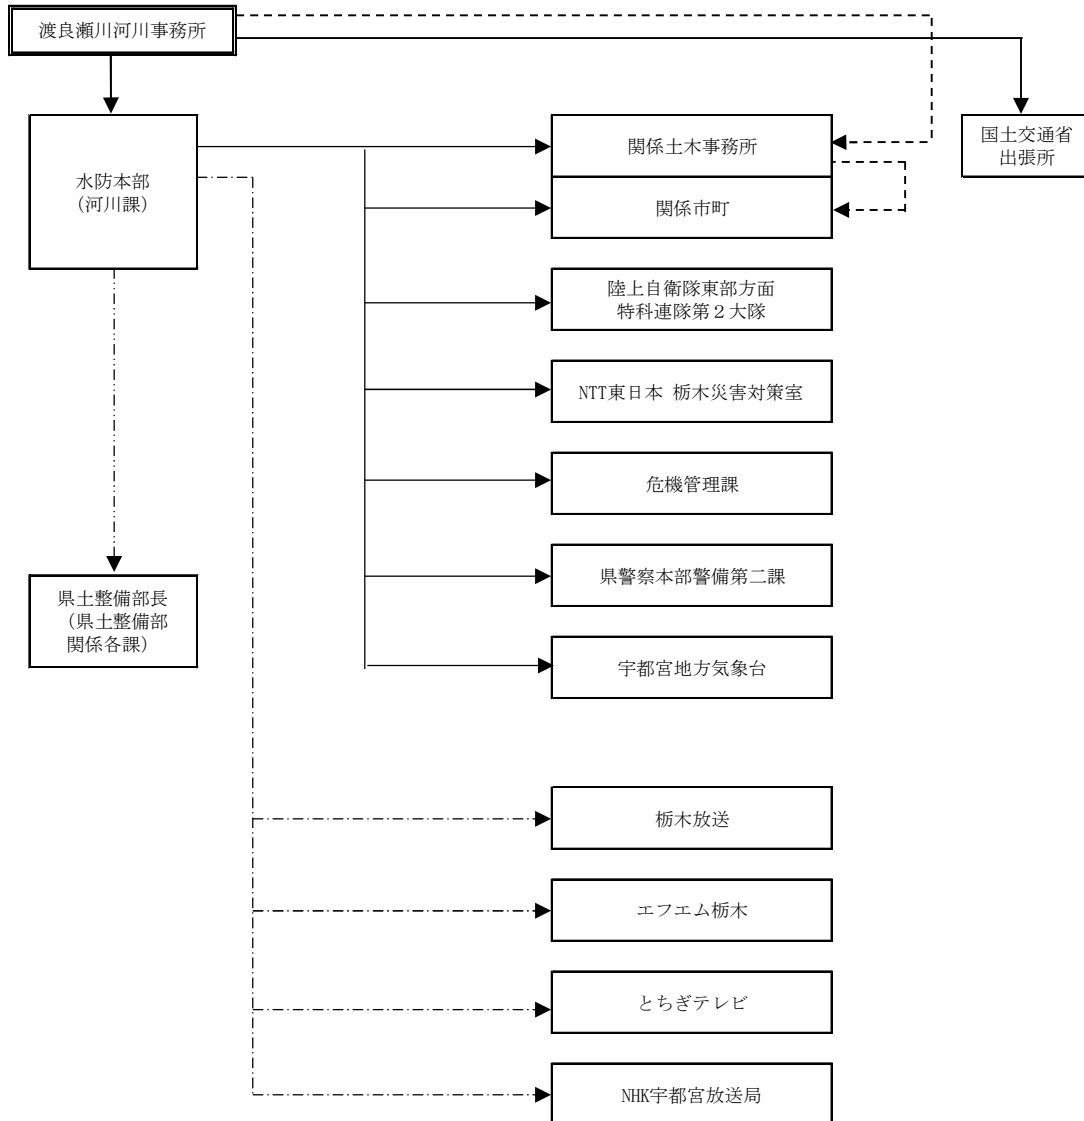 渡良瀬川河川事務所
水防本部
(河川課)
関係土木事務所
国土交通省
出張所
関係市町
陸上自衛隊東部方面
特科連隊第２大隊
NTT東日本 栃木災害対策室
危機管理課
県警察本部警備第二課
県土整備部長
（県土整備部
関係各課）
宇都宮地方気象台
栃木放送
エフエム栃木
とちぎテレビ
NHK宇都宮放送局